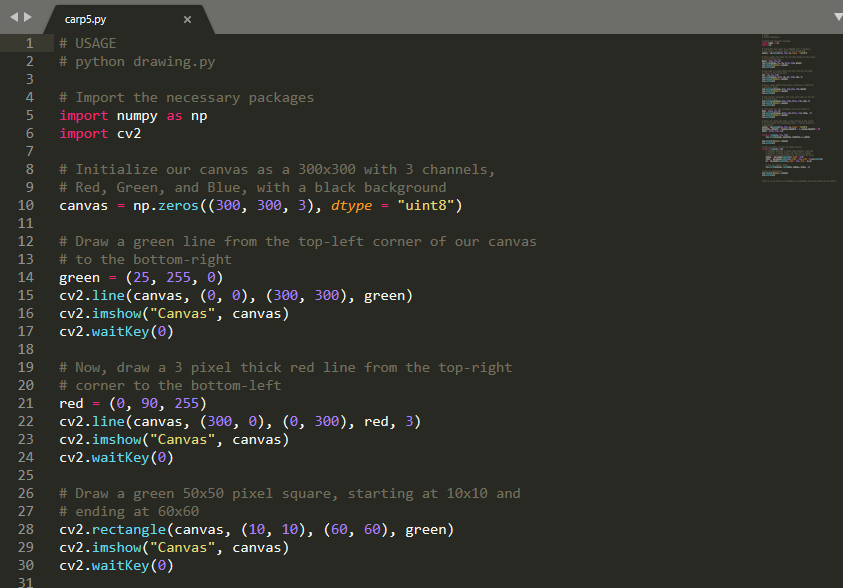 carp5.py ×
1 # USAGE
2 # python drawing.py
3
4 # Import the necessary packages
5 import numpy as np
6 import cv2
7
8 # Initialize our canvas as a 300x300 with 3 channels,
9 # Red, Green, and Blue, with a black background
10 canvas = np.zeros((300, 300, 3), dtype = "uint8")
11
12 # Draw a green line from the top-left corner of our canvas
13 # to the bottom-right
14 green = (25, 255, 0)
15 cv2.line(canvas, (0, 0), (300, 300), green)
16 cv2.imshow("Canvas", canvas)
17 cv2.waitKey(0)
18
19 # Now, draw a 3 pixel thick red line from the top-right
20 # corner to the bottom-left
21 red = (0, 90, 255)
22 cv2.line(canvas, (300, 0), (0, 300), red, 3)
23 cv2.imshow("Canvas", canvas)
24 cv2.waitKey(0)
25
26 # Draw a green 50x50 pixel square, starting at 10x10 and
27 # ending at 60x60
28 cv2.rectangle(canvas, (10, 10), (60, 60), green)
29 cv2.imshow("Canvas", canvas)
30 cv2.waitKey(0)
31